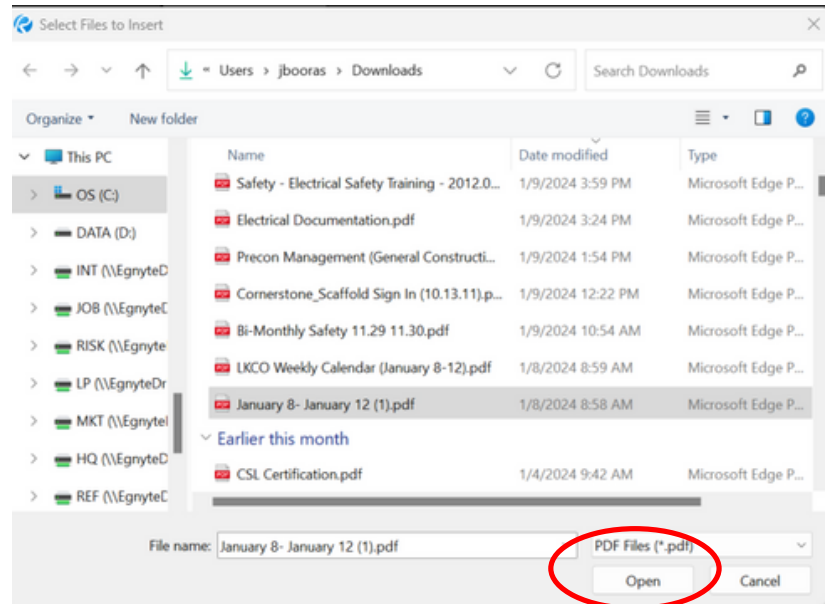 Select Files to Insert
« Users > jbooras > Downloads
Search Downloads
Organize
New folder
Name Date modified Type
This PC
OS (C:)
DATA (D:)
INT (\\EgnyteD
JOB (\\EgnyteD
RISK (\\Egnyte
LP (\\EgnyteDr
MKT (\\Egnytel
HQ (\\EgnyteD
REF (\\EgnyteD
Safety - Electrical Safety Training - 2012.0... 1/9/2024 3:59 PM Microsoft Edge P...
Electrical Documentation.pdf 1/9/2024 3:24 PM Microsoft Edge P...
Precon Management (General Constructi... 1/9/2024 1:54 PM Microsoft Edge P...
Cornerstone_Scaffold Sign In (10.13.11).p... 1/9/2024 12:22 PM Microsoft Edge P...
Bi-Monthly Safety 11.29 11.30.pdf 1/9/2024 10:54 AM Microsoft Edge P...
LKCO Weekly Calendar (January 8-12).pdf 1/8/2024 8:59 AM Microsoft Edge P...
January 8- January 12 (1).pdf 1/8/2024 8:58 AM Microsoft Edge P...
Earlier this month
CSL Certification.pdf 1/4/2024 9:42 AM Microsoft Edge P...
File name: January 8- January 12 (1).pdf
PDF Files (*.pdf)
Open
Cancel